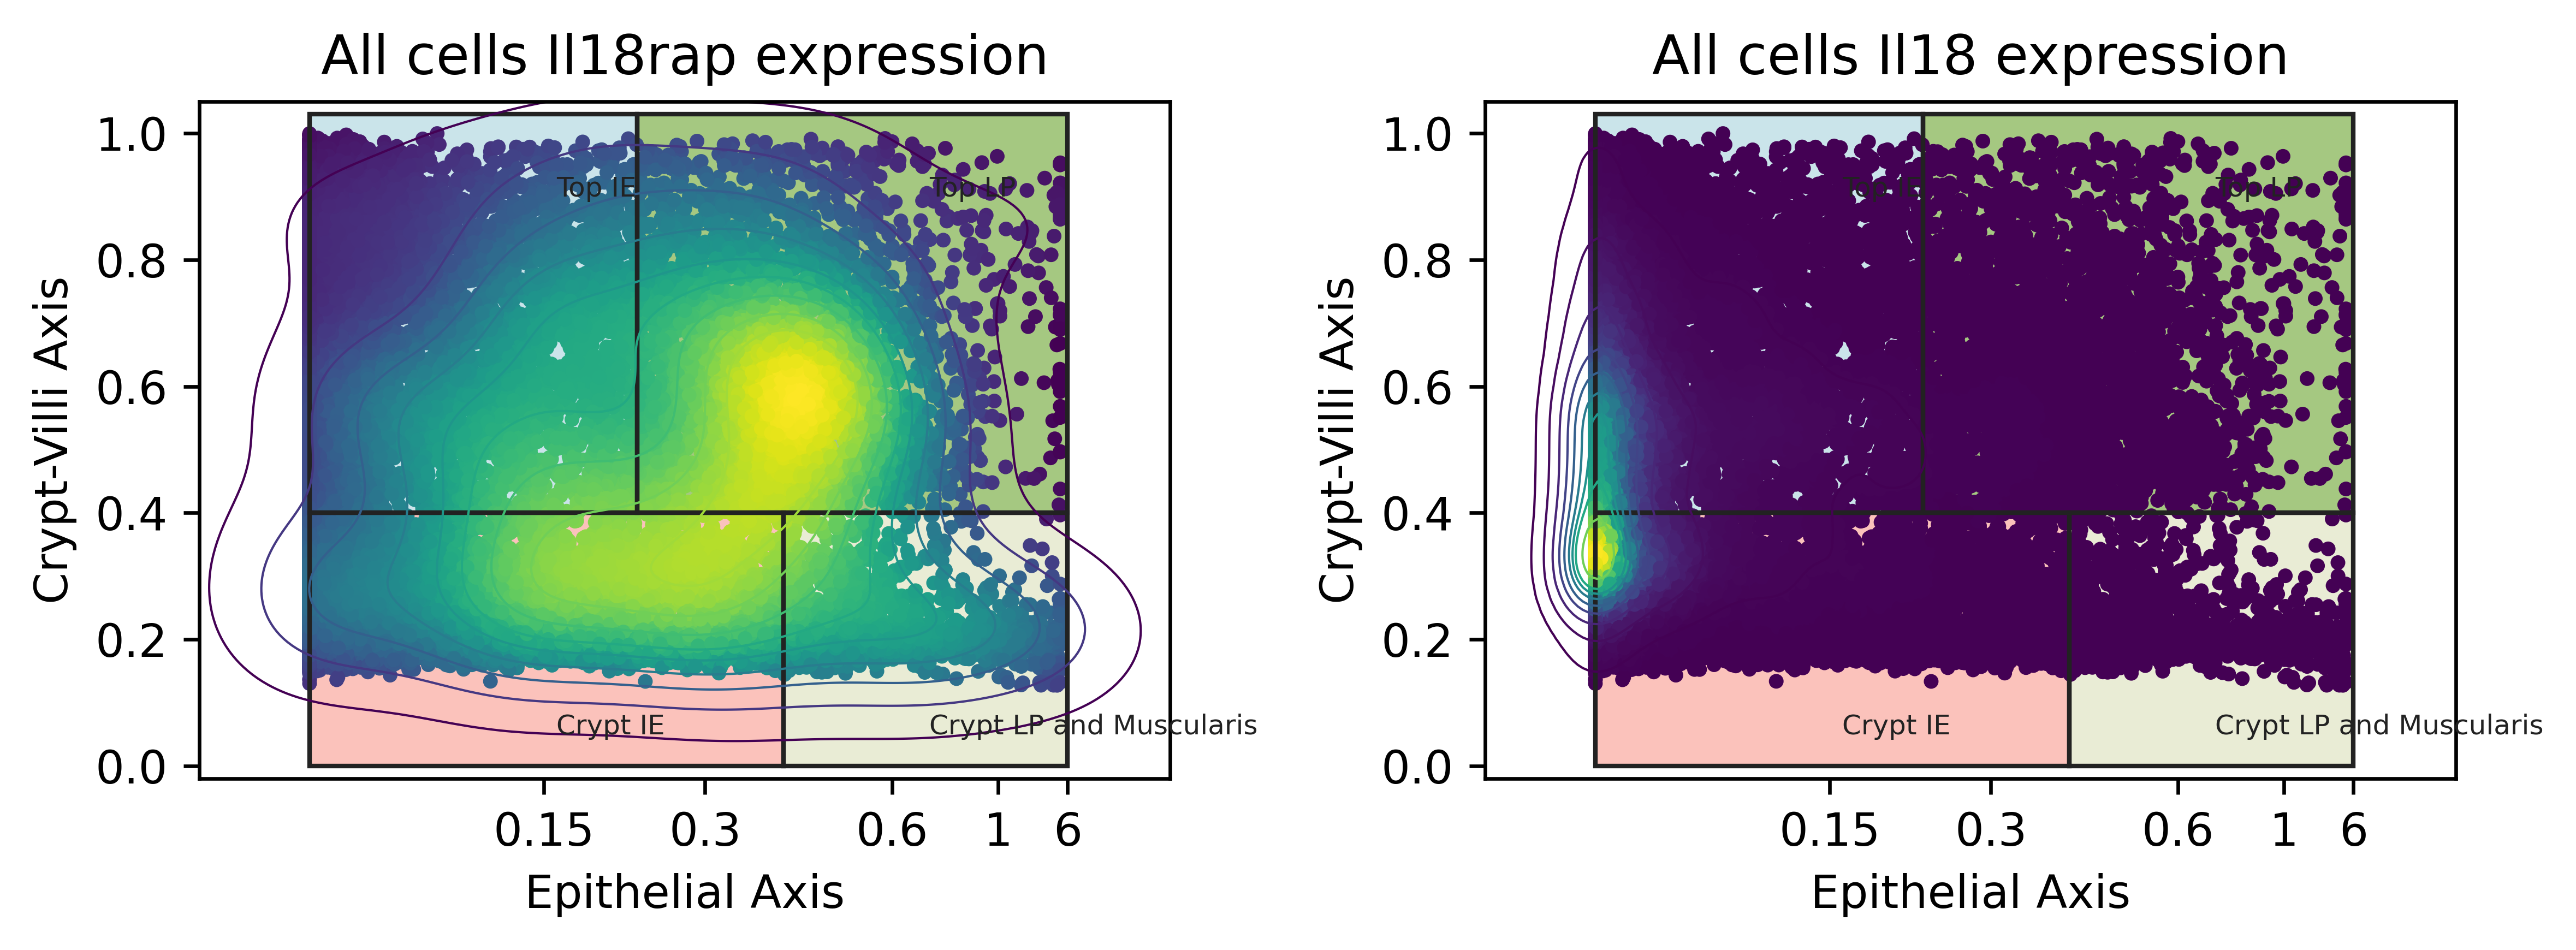 All cells Il18rap expression
1.0
0.8
0.6
0.4
0.2
0.0
Crypt-Villi Axis
Top IE
Top LP
Crypt IE
Crypt LP and Muscularis
0.15 0.3 0.6 1 6
Epithelial Axis
All cells Il18 expression
1.0
0.8
0.6
0.4
0.2
0.0
Crypt-Villi Axis
Top IE
Top LP
Crypt IE
Crypt LP and Muscularis
0.15 0.3 0.6 1 6
Epithelial Axis